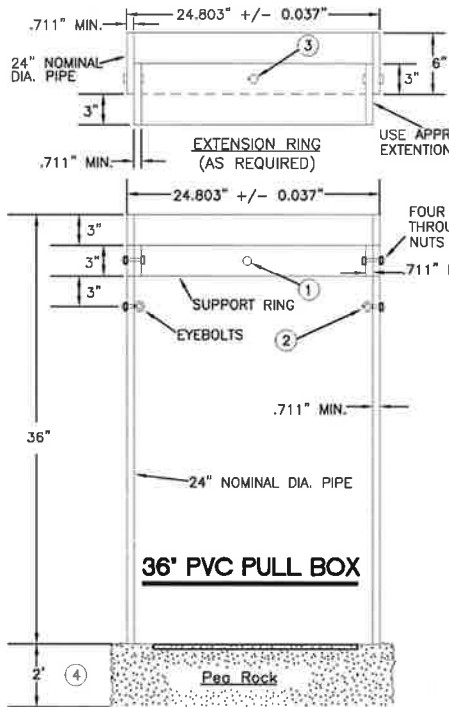 .711" MIN.
24.803" +/- 0.037"
24" NOMINAL
DIA. PIPE
3
6"
3"
3"
.711" MIN.
EXTENSION RING
(AS REQUIRED)
USE APPR
EXTENTION
24.803" +/- 0.037"
3"
FOUR
THROU
NUTS
3"
1
.711"
3"
SUPPORT RING
EYEBOLTS
2
.711" MIN.
36"
24" NOMINAL DIA. PIPE
36" PVC PULL BOX
2'
4
Pea Rock